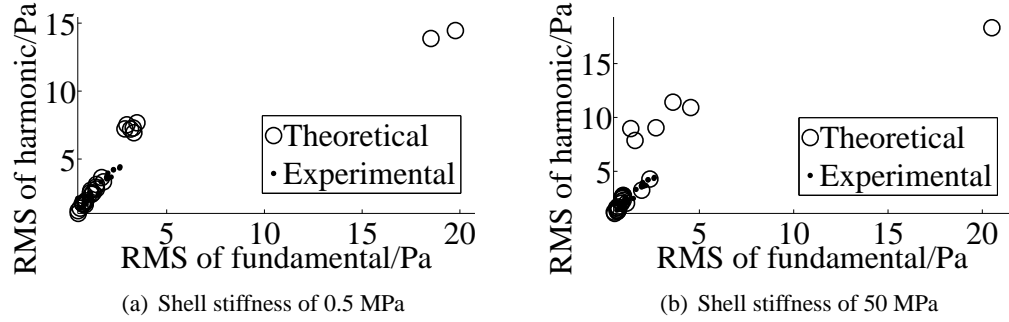 RMS of harmonic/Pa
15
10
5
Theoretical
Experimental
5 10 15 20
RMS of fundamental/Pa
(a) Shell stiffness of 0.5 MPa
RMS of harmonic/Pa
15
10
5
Theoretical
Experimental
5 10 15 20
RMS of fundamental/Pa
(b) Shell stiffness of 50 MPa